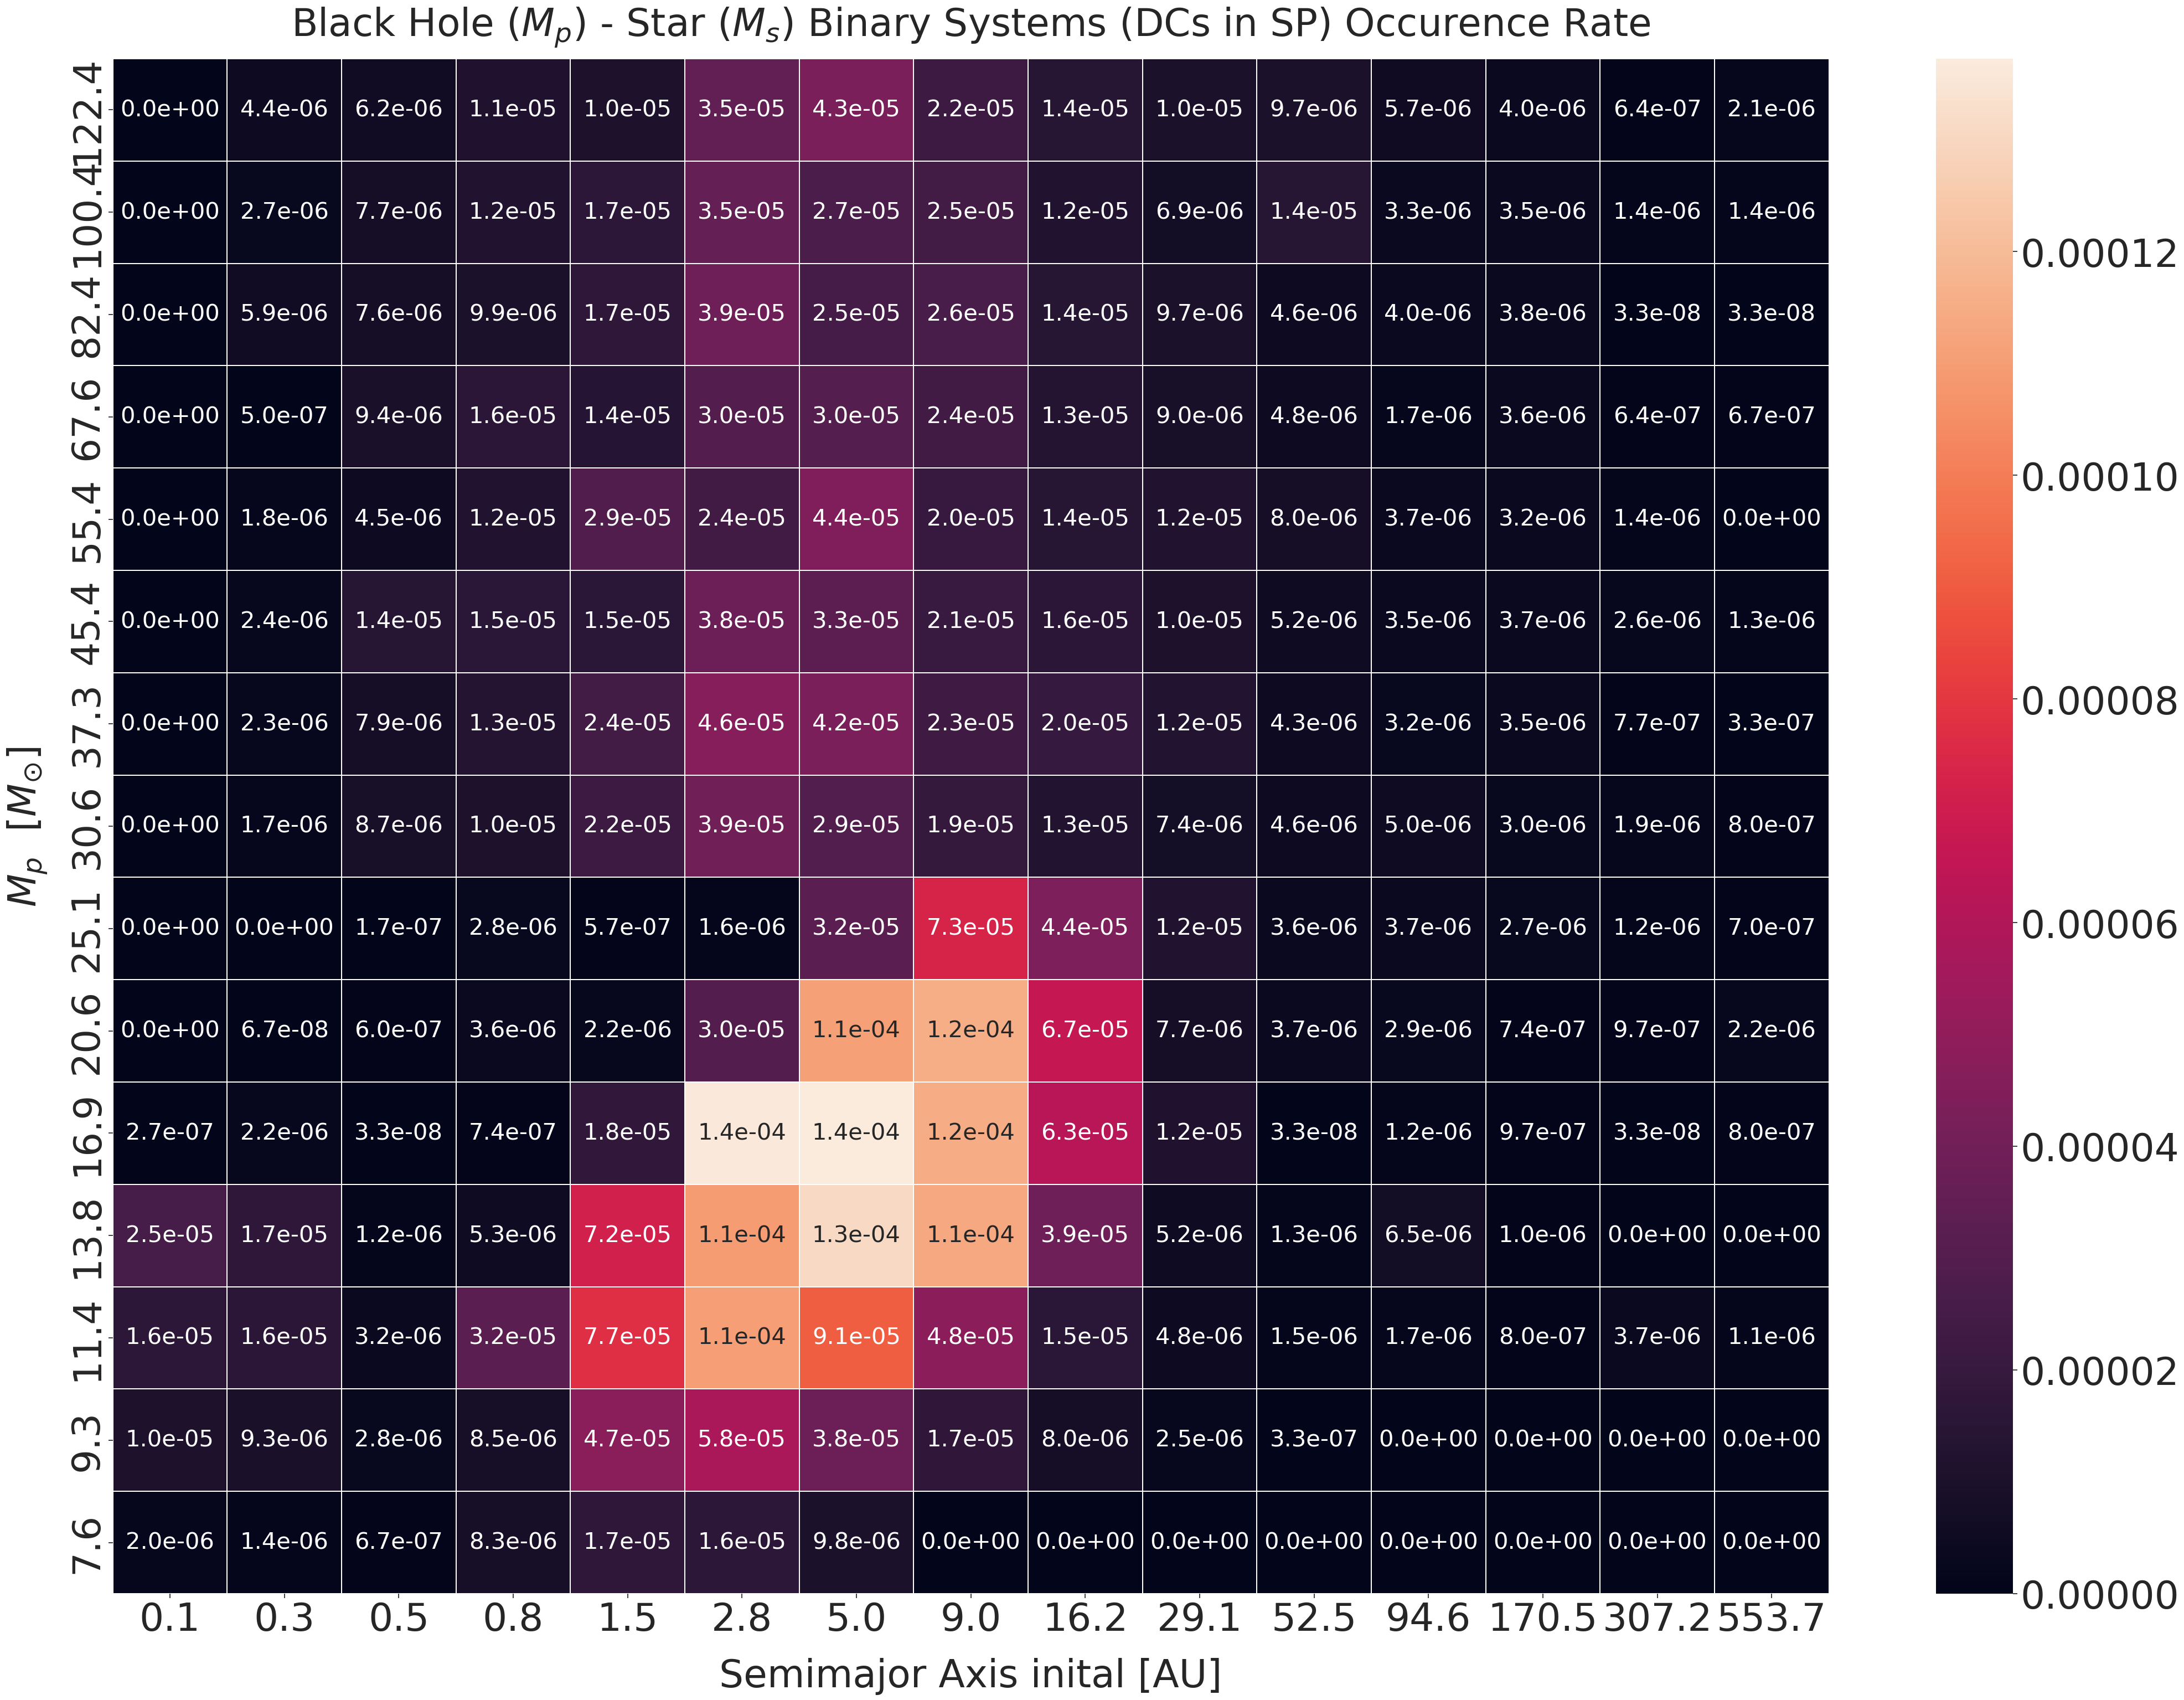 Black Hole (Mp) - Star (Ms) Binary Systems (DCs in SP) Occurence Rate
122.4 0.0e+00 4.4e-06 6.2e-06 1.1e-05 1.0e-05 3.5e-05 4.3e-05 2.2e-05 1.4e-05 1.0e-05 9.7e-06 5.7e-06 4.0e-06 6.4e-07 2.1e-06
100.4 0.0e+00 2.7e-06 7.7e-06 1.2e-05 1.7e-05 3.5e-05 2.7e-05 2.5e-05 1.2e-05 6.9e-06 1.4e-05 3.3e-06 3.5e-06 1.4e-06 1.4e-06
82.4 0.0e+00 5.9e-06 7.6e-06 9.9e-06 1.7e-05 3.9e-05 2.5e-05 2.6e-05 1.4e-05 9.7e-06 4.6e-06 4.0e-06 3.8e-06 3.3e-08 3.3e-08
67.6 0.0e+00 5.0e-07 9.4e-06 1.6e-05 1.4e-05 3.0e-05 3.0e-05 2.4e-05 1.3e-05 9.0e-06 4.8e-06 1.7e-06 3.6e-06 6.4e-07 6.7e-07
55.4 0.0e+00 1.8e-06 4.5e-06 1.2e-05 2.9e-05 2.4e-05 4.4e-05 2.0e-05 1.4e-05 1.2e-05 8.0e-06 3.7e-06 3.2e-06 1.4e-06 0.0e+00
45.4 0.0e+00 2.4e-06 1.4e-05 1.5e-05 1.5e-05 3.8e-05 3.3e-05 2.1e-05 1.6e-05 1.0e-05 5.2e-06 3.5e-06 3.7e-06 2.6e-06 1.3e-06
37.3 0.0e+00 2.3e-06 7.9e-06 1.3e-05 2.4e-05 4.6e-05 4.2e-05 2.3e-05 2.0e-05 1.2e-05 4.3e-06 3.2e-06 3.5e-06 7.7e-07 3.3e-07
30.6 0.0e+00 1.7e-06 8.7e-06 1.0e-05 2.2e-05 3.9e-05 2.9e-05 1.9e-05 1.3e-05 7.4e-06 4.6e-06 5.0e-06 3.0e-06 1.9e-06 8.0e-07
25.1 0.0e+00 0.0e+00 1.7e-07 2.8e-06 5.7e-07 1.6e-06 3.2e-05 7.3e-05 4.4e-05 1.2e-05 3.6e-06 3.7e-06 2.7e-06 1.2e-06 7.0e-07
20.6 0.0e+00 6.7e-08 6.0e-07 3.6e-06 2.2e-06 3.0e-05 1.1e-04 1.2e-04 6.7e-05 7.7e-06 3.7e-06 2.9e-06 7.4e-07 9.7e-07 2.2e-06
16.9 2.7e-07 2.2e-06 3.3e-08 7.4e-07 1.8e-05 1.4e-04 1.4e-04 1.2e-04 6.3e-05 1.2e-05 3.3e-08 1.2e-06 9.7e-07 3.3e-08 8.0e-07
13.8 2.5e-05 1.7e-05 1.2e-06 5.3e-06 7.2e-05 1.1e-04 1.3e-04 1.1e-04 3.9e-05 5.2e-06 1.3e-06 6.5e-06 1.0e-06 0.0e+00 0.0e+00
11.4 1.6e-05 1.6e-05 3.2e-06 3.2e-05 7.7e-05 1.1e-04 9.1e-05 4.8e-05 1.5e-05 4.8e-06 1.5e-06 1.7e-06 8.0e-07 3.7e-06 1.1e-06
9.3 1.0e-05 9.3e-06 2.8e-06 8.5e-06 4.7e-05 5.8e-05 3.8e-05 1.7e-05 8.0e-06 2.5e-06 3.3e-07 0.0e+00 0.0e+00 0.0e+00 0.0e+00
7.6 2.0e-06 1.4e-06 6.7e-07 8.3e-06 1.7e-05 1.6e-05 9.8e-06 0.0e+00 0.0e+00 0.0e+00 0.0e+00 0.0e+00 0.0e+00 0.0e+00 0.0e+00
0.1 0.3 0.5 0.8 1.5 2.8 5.0 9.0 16.2 29.1 52.5 94.6 170.5 307.2 553.7
Semimajor Axis inital [AU]
Mp [M⊙]
0.00012
0.00010
0.00008
0.00006
0.00004
0.00002
0.00000